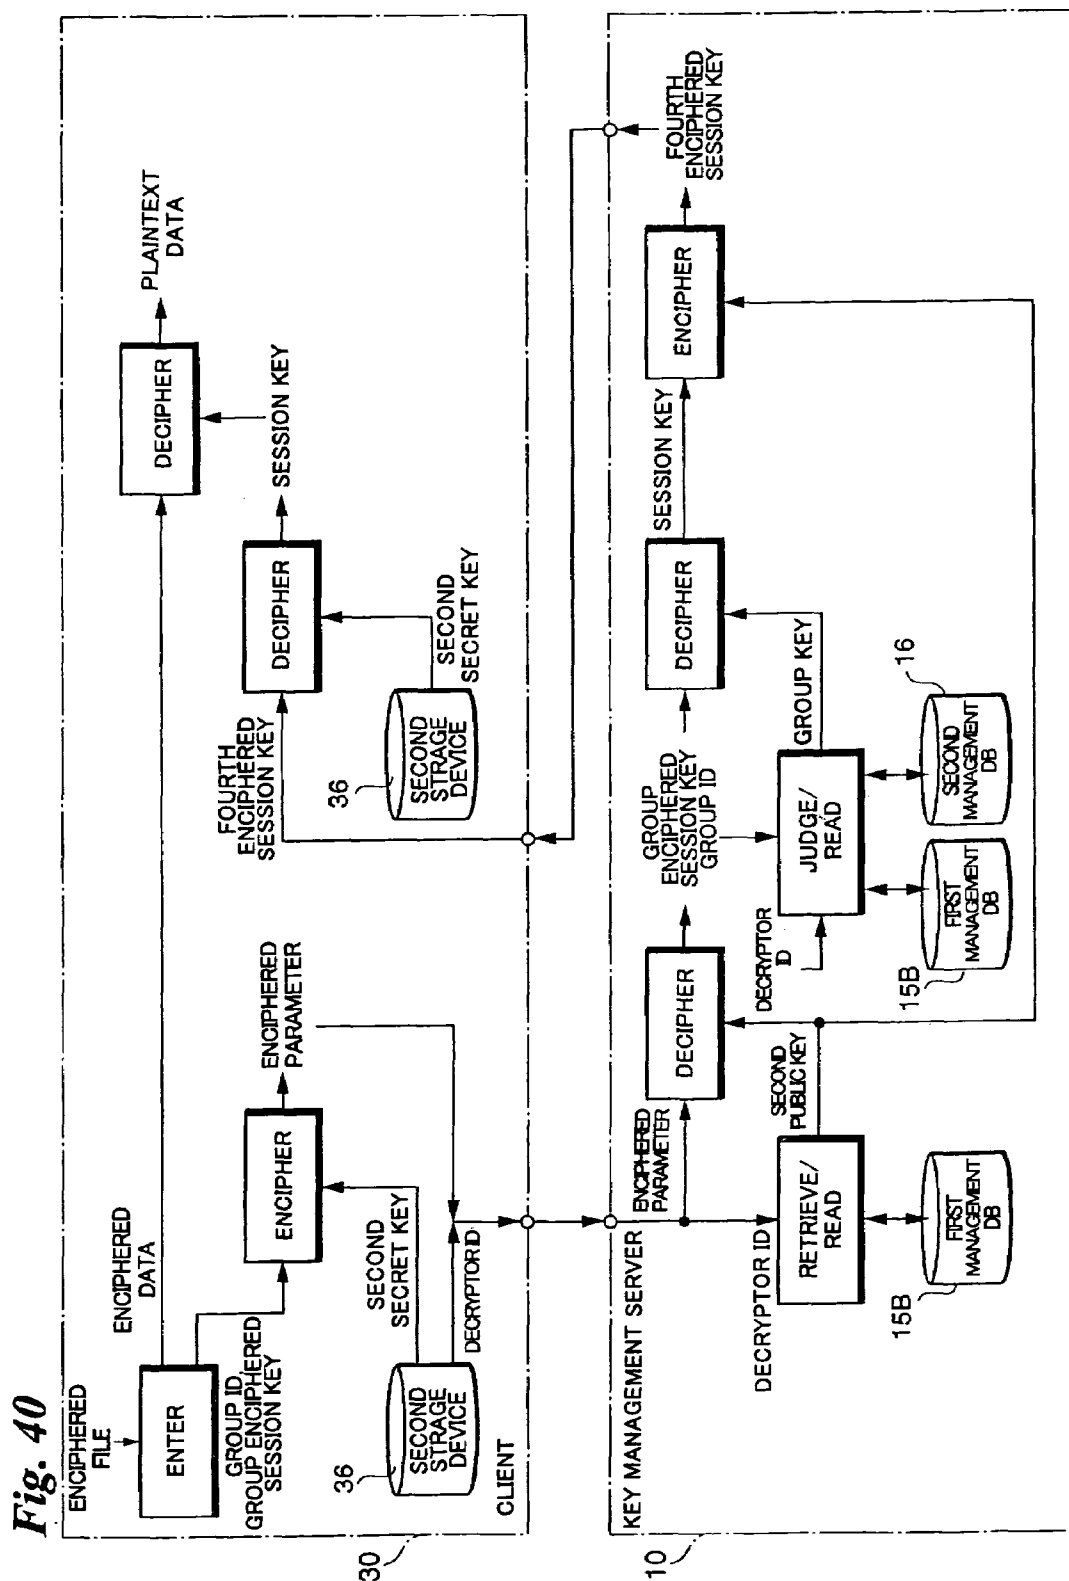 Fig. 40
ENCIPHERED
FILE
ENTER
ENCIPHERED
DATA
DECIPHER
PLAINTEXT
DATA
GROUP ID,
GROUP ENCIPHERED
SESSION KEY
ENCIPHER
ENCIPHERED
PARAMETER
FOURTH
ENCIPHERED
SESSION KEY
DECIPHER
SESSION KEY
36
SECOND
STRAGE
DEVICE
SECOND
SECRET KEY
DECRYPTOR ID
36
SECOND
STRAGE
DEVICE
SECOND
SECRET KEY
CLIENT
30
KEY MANAGEMENT SERVER
ENCIPHERED
PARAMETER
DECIPHER
GROUP
ENCIPHERED
SESSION KEY
GROUP ID
DECIPHER
SESSION KEY
ENCIPHER
FOURTH
ENCIPHERED
SESSION KEY
DECRYPTOR ID
RETRIEVE/
READ
SECOND
PUBLIC KEY
DECRYPTOR
ID
JUDGE/
READ
GROUP KEY
15B
FIRST
MANAGEMENT
DB
15B
FIRST
MANAGEMENT
DB
16
SECOND
MANAGEMENT
DB
10